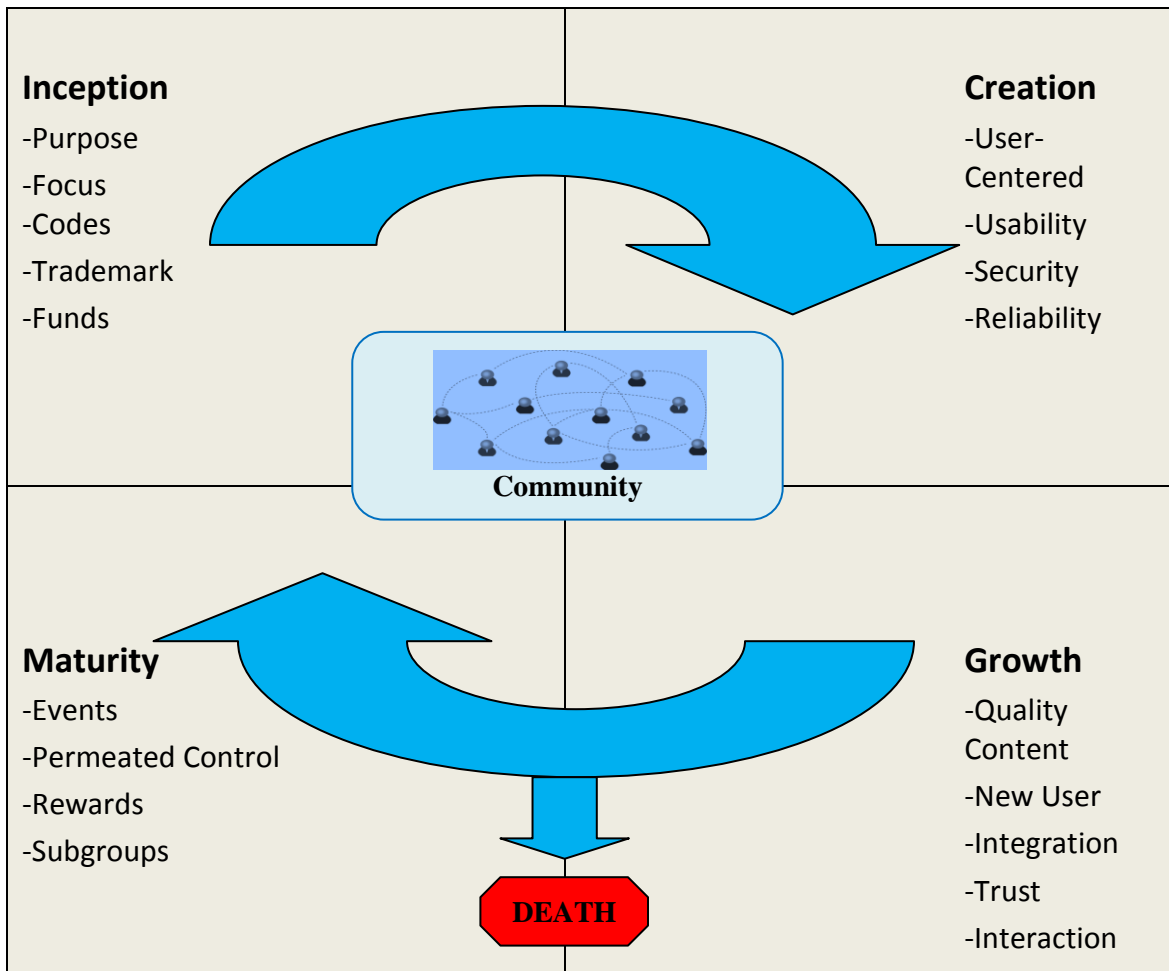 Inception
-Purpose
-Focus
-Codes
-Trademark
-Funds
Creation
-User-
Centered
-Usability
-Security
-Reliability
Community
Maturity
-Events
-Permeated Control
-Rewards
-Subgroups
Growth
-Quality
Content
-New User
-Integration
-Trust
-Interaction
DEATH